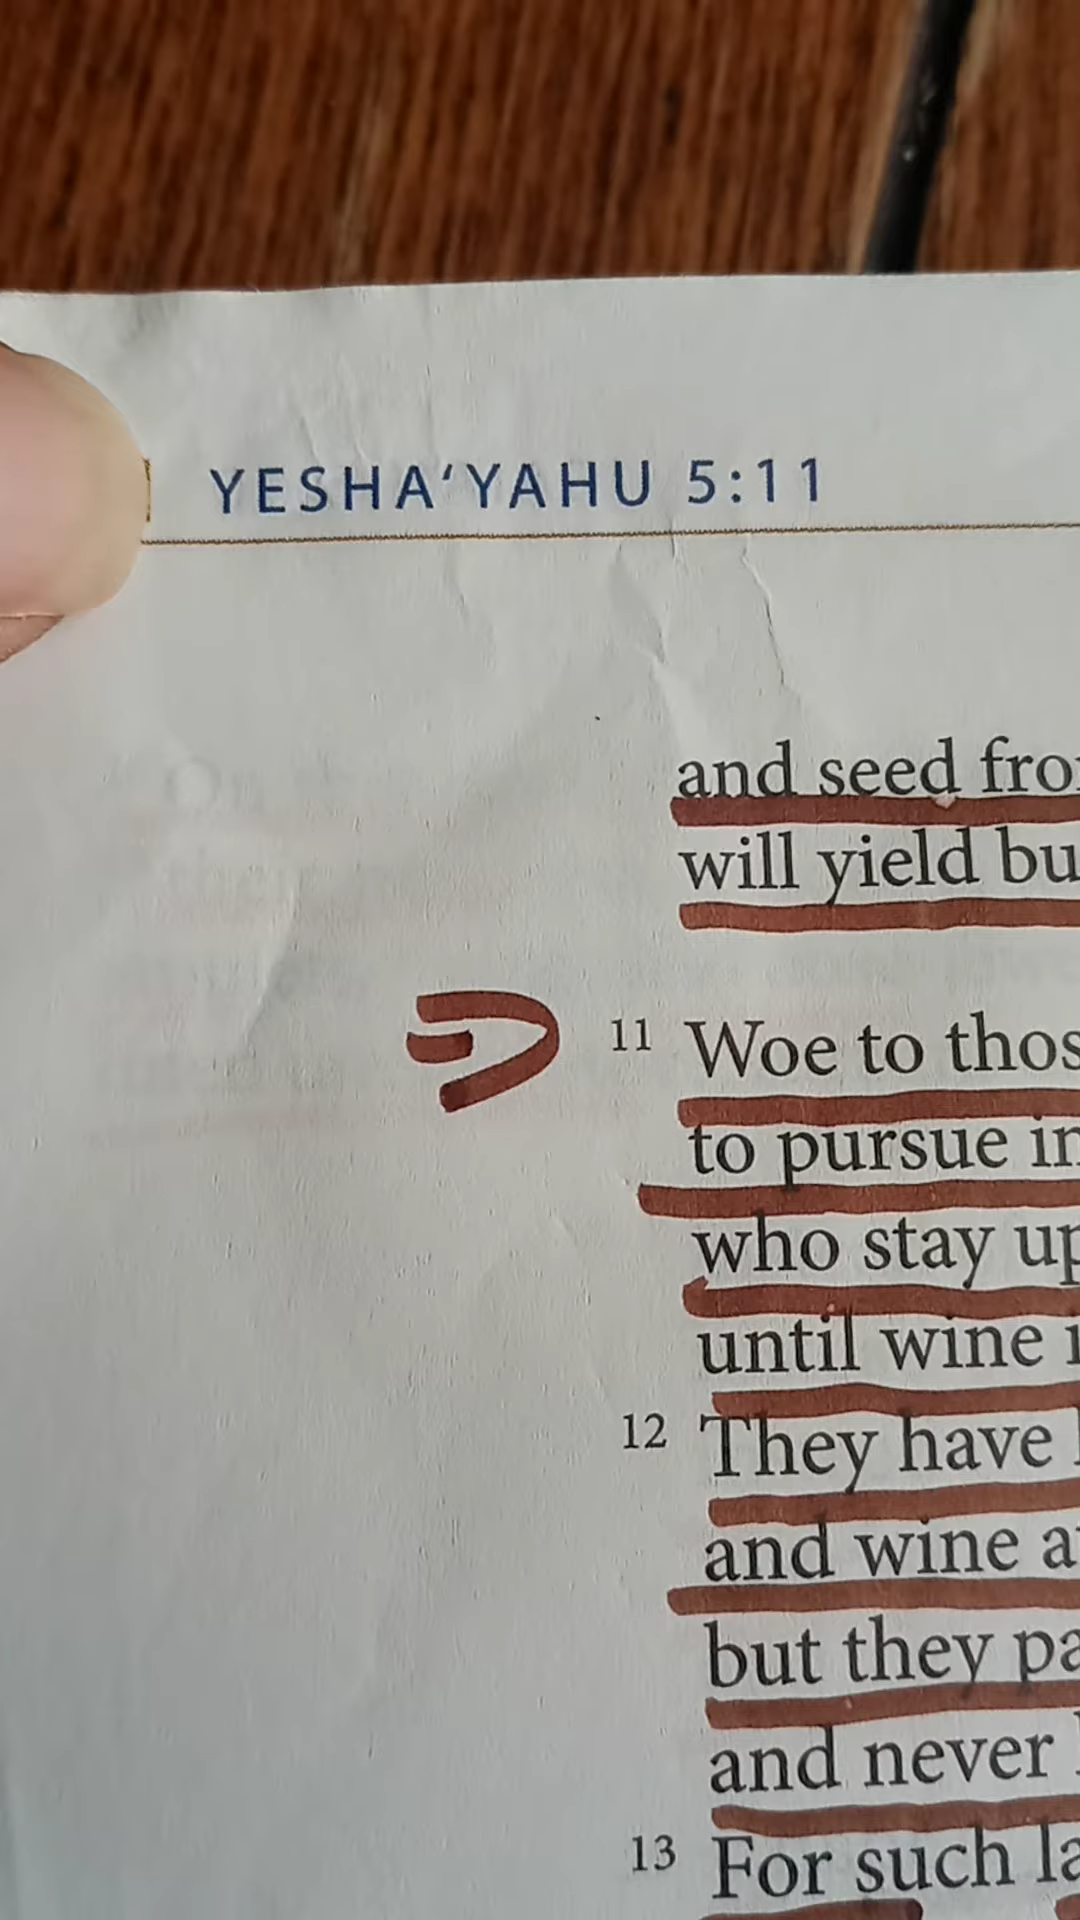 YESHA‘YAHU 5:11
and seed
will yield
11 Woe to
to pursue
who stay
until wine
12 They have
and wine
but they
and never
13 For such